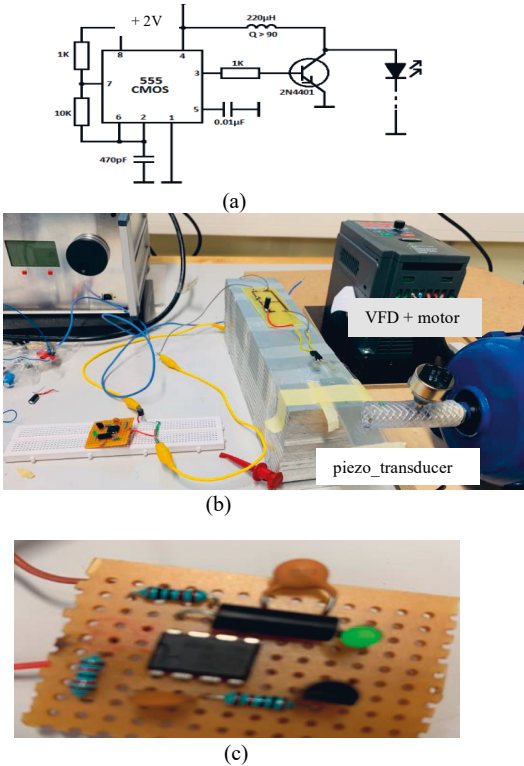 + 2V
220µH
Q > 90
1K
8
4
7
555
CMOS
3
1K
2N4401
10K
5
6
2
1
0.01µF
470pF
(a)
VFD + motor
piezo_transducer
(b)
(c)